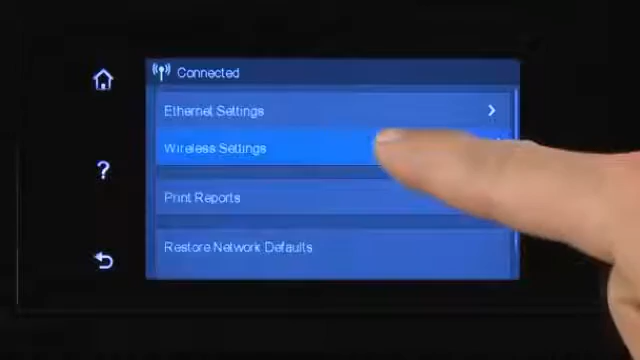 Connected
Ethernet Settings
Wireless Settings
Print Reports
Restore Network Defaults